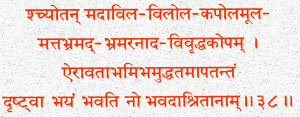 श्च्योतन् मदाविल-विलोल-कपोलमूल-
मत्तभ्रमद्-भ्रमरनाद-विवृद्धकोपम् ।
ऐरावताभमिभमुद्धतमापतन्तं
दृष्ट्वा भयं भवति नो भवदाश्रितानाम्॥३८॥